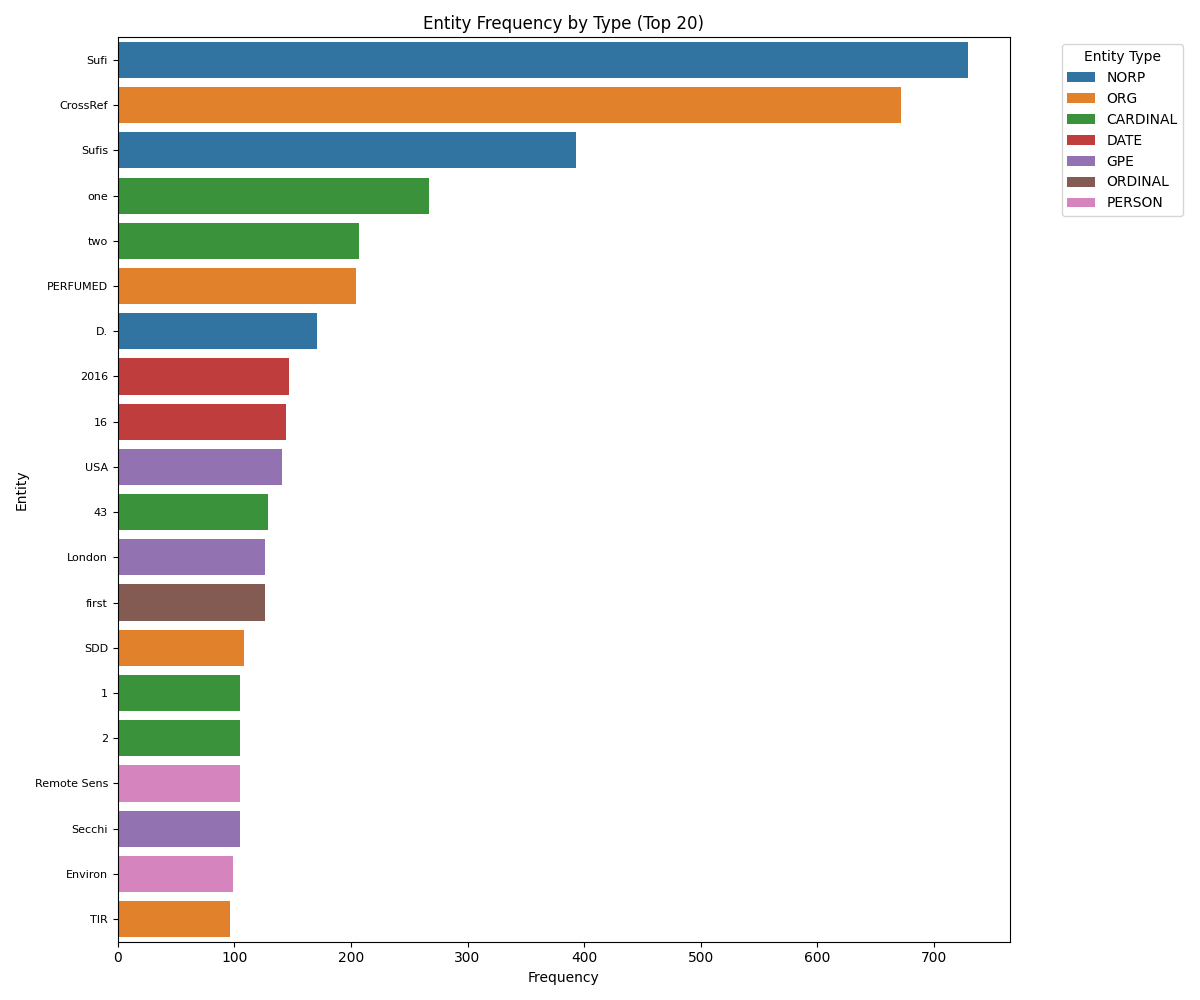 Entity Frequency by Type (Top 20)
Entity Type
NORP
ORG
CARDINAL
DATE
GPE
ORDINAL
PERSON
Entity
Sufi
CrossRef
Sufis
one
two
PERFUMED
D.
2016
16
USA
43
London
first
SDD
1
2
Remote Sens
Secchi
Environ
TIR
0 100 200 300 400 500 600 700
Frequency